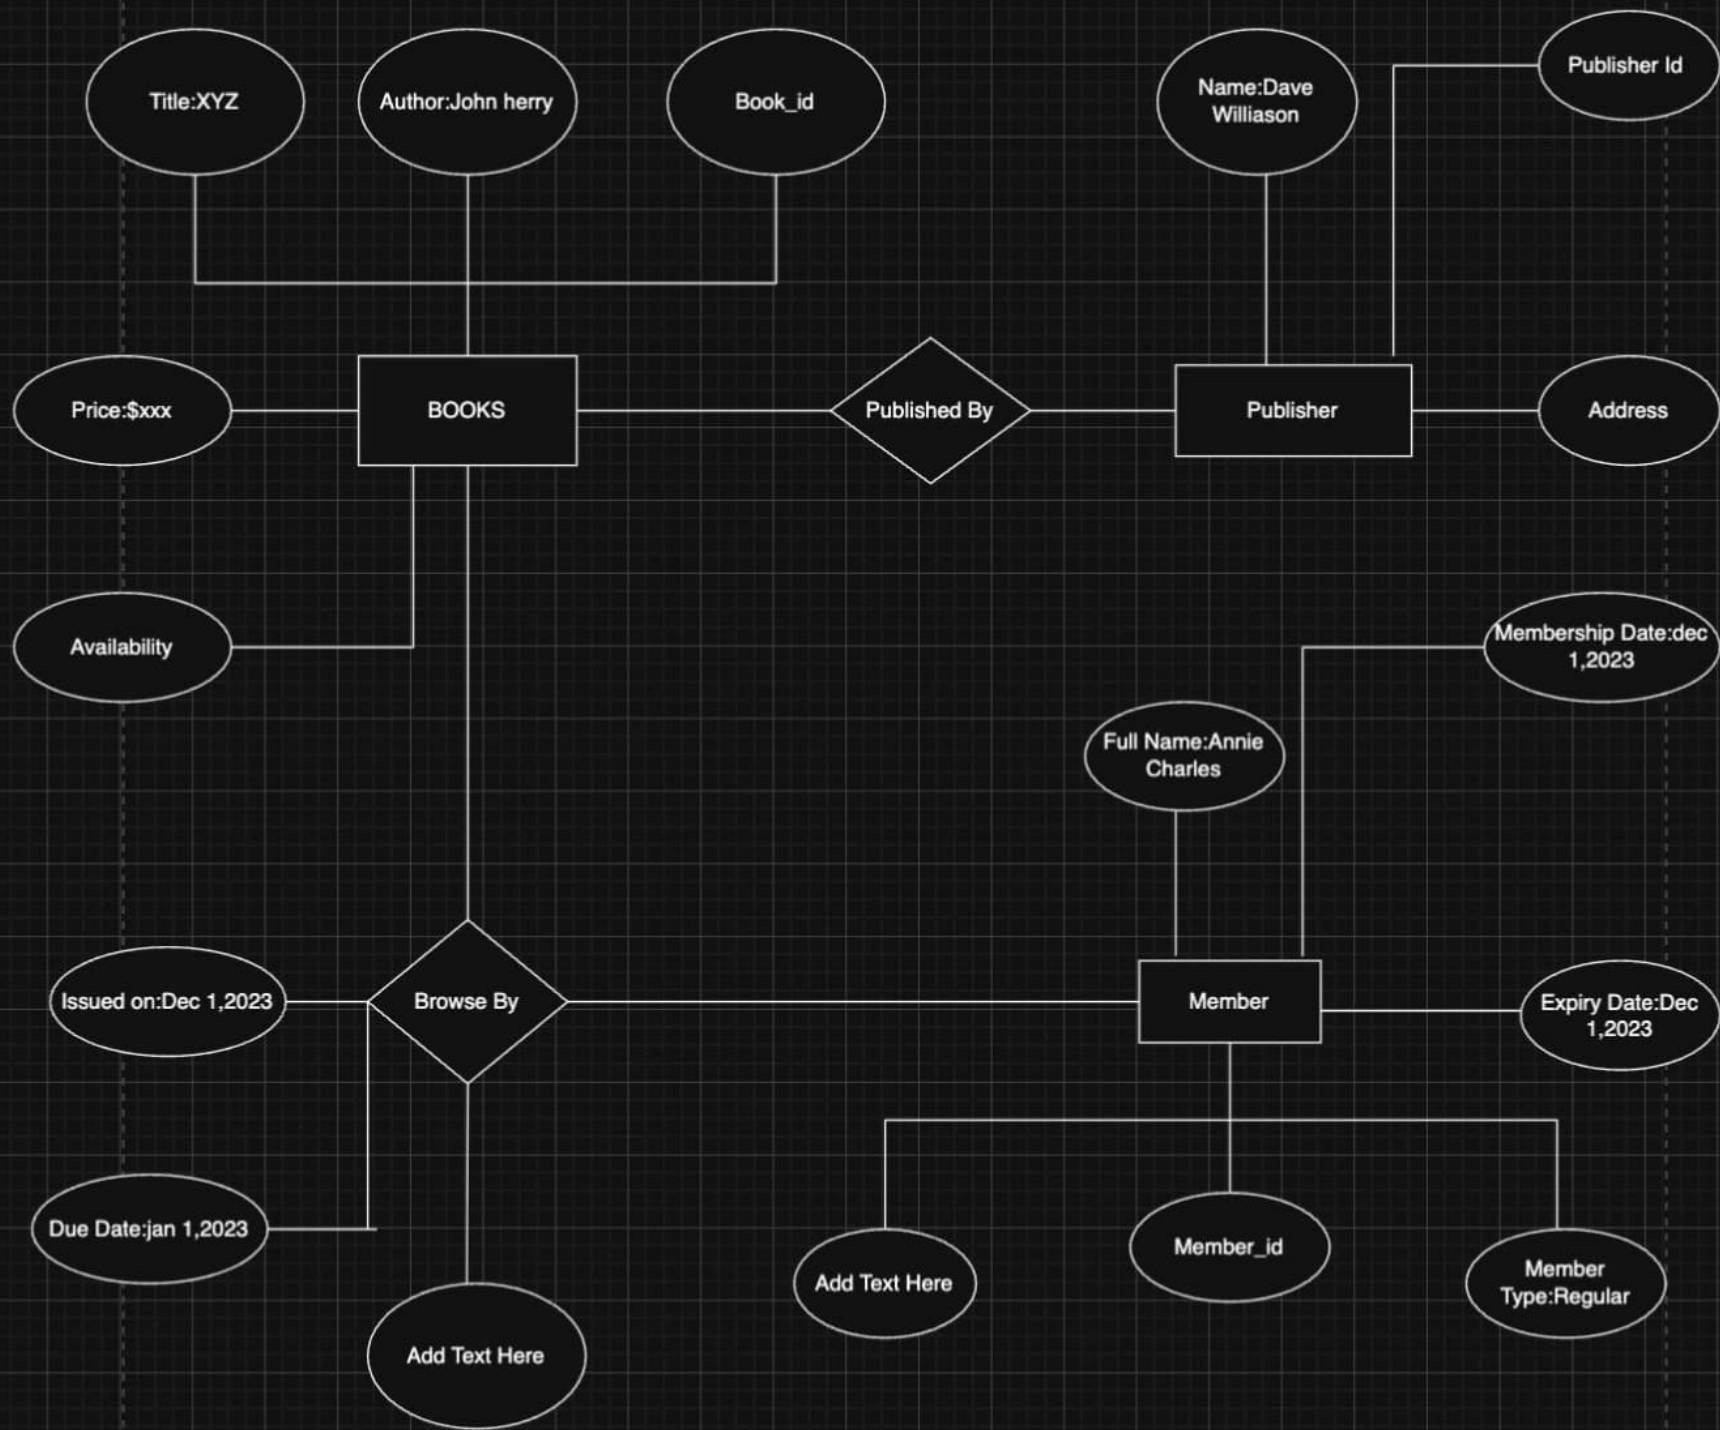 Publisher Id
Title:XYZ
Author:John herry
Book_id
Name:Dave
Williason
Price:$xxx
BOOKS
Published By
Publisher
Address
Availability
Membership Date:dec
1,2023
Full Name:Annie
Charles
Issued on:Dec 1,2023
Browse By
Member
Expiry Date:Dec
1,2023
Due Date:jan 1,2023
Add Text Here
Member_id
Member
Type:Regular
Add Text Here